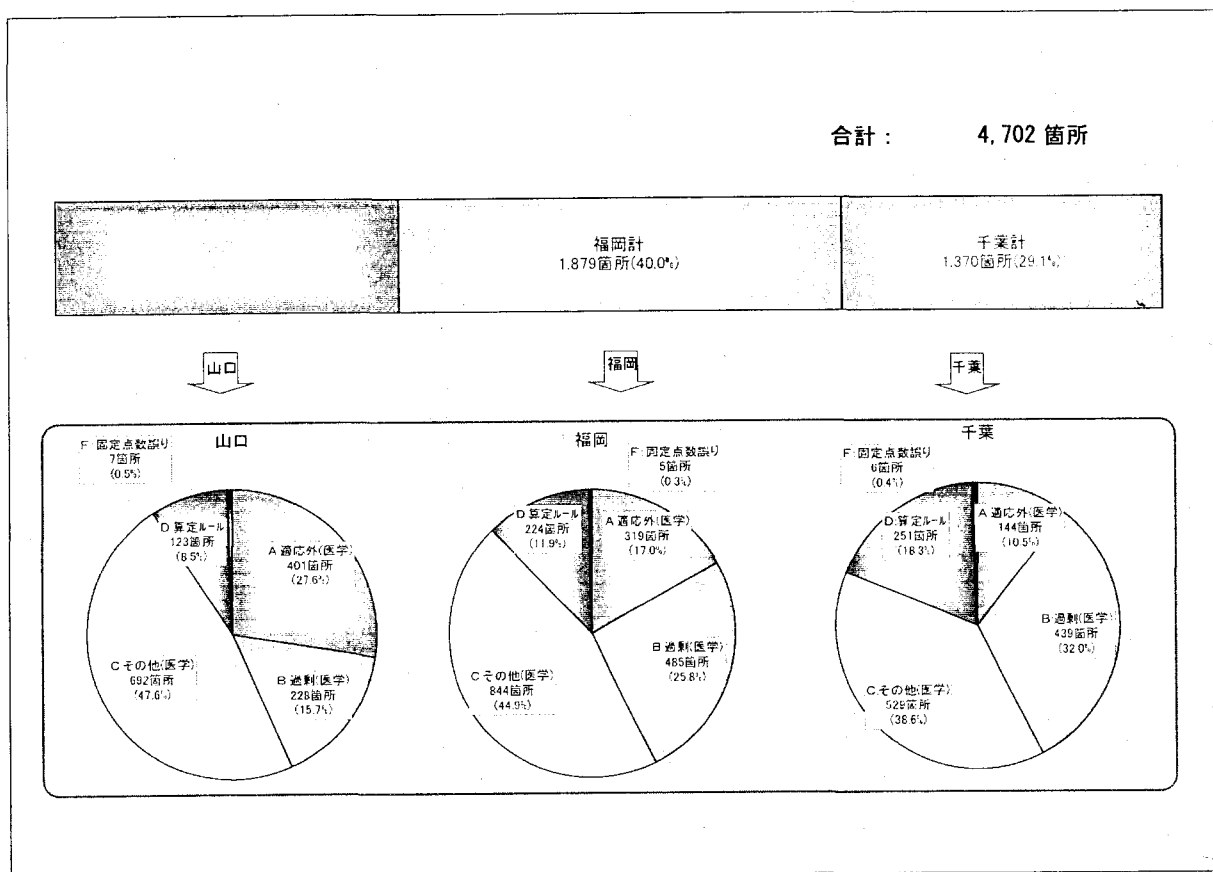 合計： 4,702 箇所
福岡計
1.879箇所(40.0%)
千葉計
1.370箇所(29.1%)
山口
福岡
千葉
山口
F:固定点数誤り
7箇所
(0.5%)
D 算定ルール
123箇所
(8.5%)
A 適応外(医学)
401箇所
(27.6%)
C その他(医学)
692箇所
(47.6%)
B 過剰(医学)
228箇所
(15.7%)
福岡
F:固定点数誤り
5箇所
(0.3%)
D 算定ルール
224箇所
(11.9%)
A 適応外(医学)
319箇所
(17.0%)
B 過剰(医学)
485箇所
(25.8%)
C その他(医学)
844箇所
(44.9%)
千葉
F:固定点数誤り
6箇所
(0.4%)
D:算定ルール
251箇所
(18.3%)
A 適応外(医学)
144箇所
(10.5%)
B 過剰(医学)
439箇所
(32.0%)
C.その他(医学)
529箇所
(38.6%)